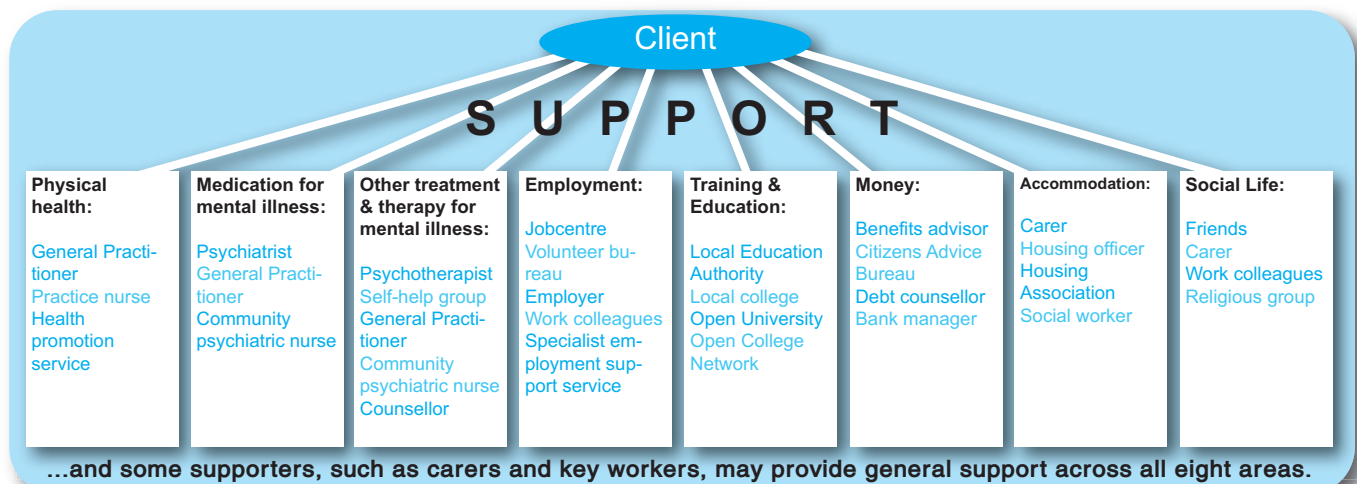 Client
S U P P O R T
Physical
health:
General Practi-
tioner
Practice nurse
Health
promotion
service
Medication for
mental illness:
Psychiatrist
General Practi-
tioner
Community
psychiatric nurse
Other treatment
& therapy for
mental illness:
Psychotherapist
Self-help group
General Practi-
tioner
Community
psychiatric nurse
Counsellor
Employment:
Jobcentre
Volunteer bu-
reau
Employer
Work colleagues
Specialist em-
ployment sup-
port service
Training &
Education:
Local Education
Authority
Local college
Open University
Open College
Network
Money:
Benefits advisor
Citizens Advice
Bureau
Debt counsellor
Bank manager
Accommodation:
Carer
Housing officer
Housing
Association
Social worker
Social Life:
Friends
Carer
Work colleagues
Religious group
...and some supporters, such as carers and key workers, may provide general support across all eight areas.